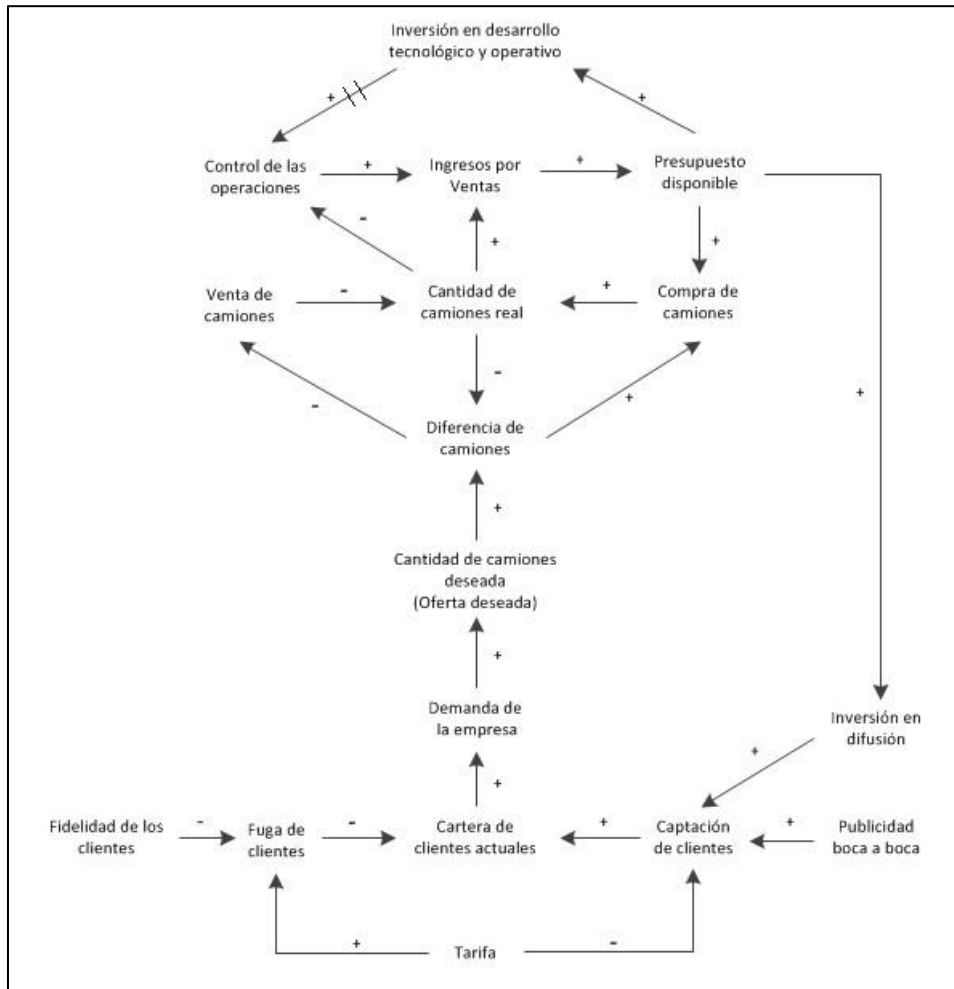 Inversión en desarrollo
tecnológico y operativo
+
+
Control de las
operaciones
+
Ingresos por
Ventas
+
Presupuesto
disponible
-
+
+
Venta de
camiones
-
Cantidad de
camiones real
+
Compra de
camiones
-
-
+
+
Diferencia de
camiones
+
Cantidad de camiones
deseada
(Oferta deseada)
+
Demanda de
la empresa
Inversión en
difusión
+
+
Fidelidad de los
clientes
-
Fuga de
clientes
-
Cartera de
clientes actuales
+
Captación
de clientes
+
Publicidad
boca a boca
+
Tarifa
-